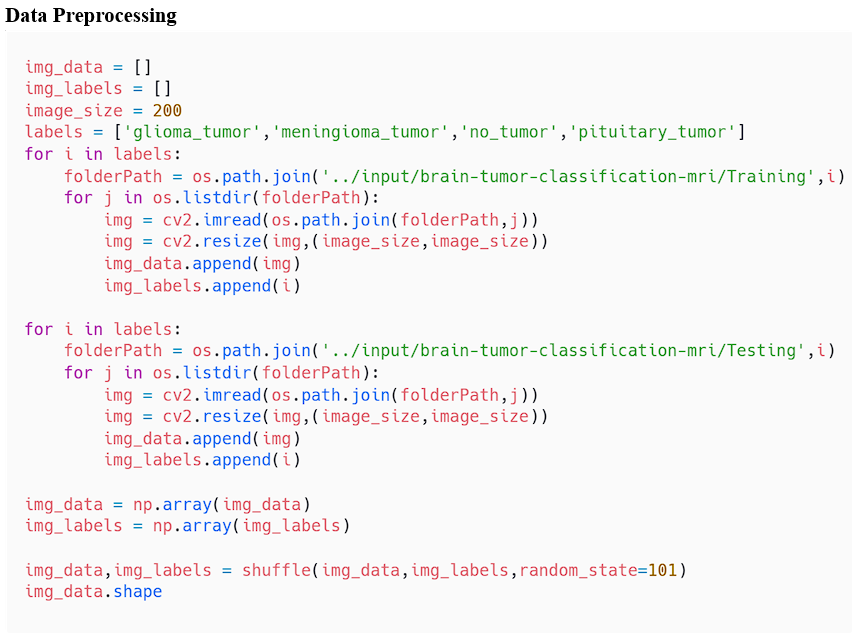 Data Preprocessing
img_data = []
img_labels = []
image_size = 200
labels = ['glioma_tumor','meningioma_tumor','no_tumor','pituitary_tumor']
for i in labels:
    folderPath = os.path.join('../input/brain-tumor-classification-mri/Training',i)
    for j in os.listdir(folderPath):
        img = cv2.imread(os.path.join(folderPath,j))
        img = cv2.resize(img,(image_size,image_size))
        img_data.append(img)
        img_labels.append(i)

for i in labels:
    folderPath = os.path.join('../input/brain-tumor-classification-mri/Testing',i)
    for j in os.listdir(folderPath):
        img = cv2.imread(os.path.join(folderPath,j))
        img = cv2.resize(img,(image_size,image_size))
        img_data.append(img)
        img_labels.append(i)

img_data = np.array(img_data)
img_labels = np.array(img_labels)

img_data,img_labels = shuffle(img_data,img_labels,random_state=101)
img_data.shape